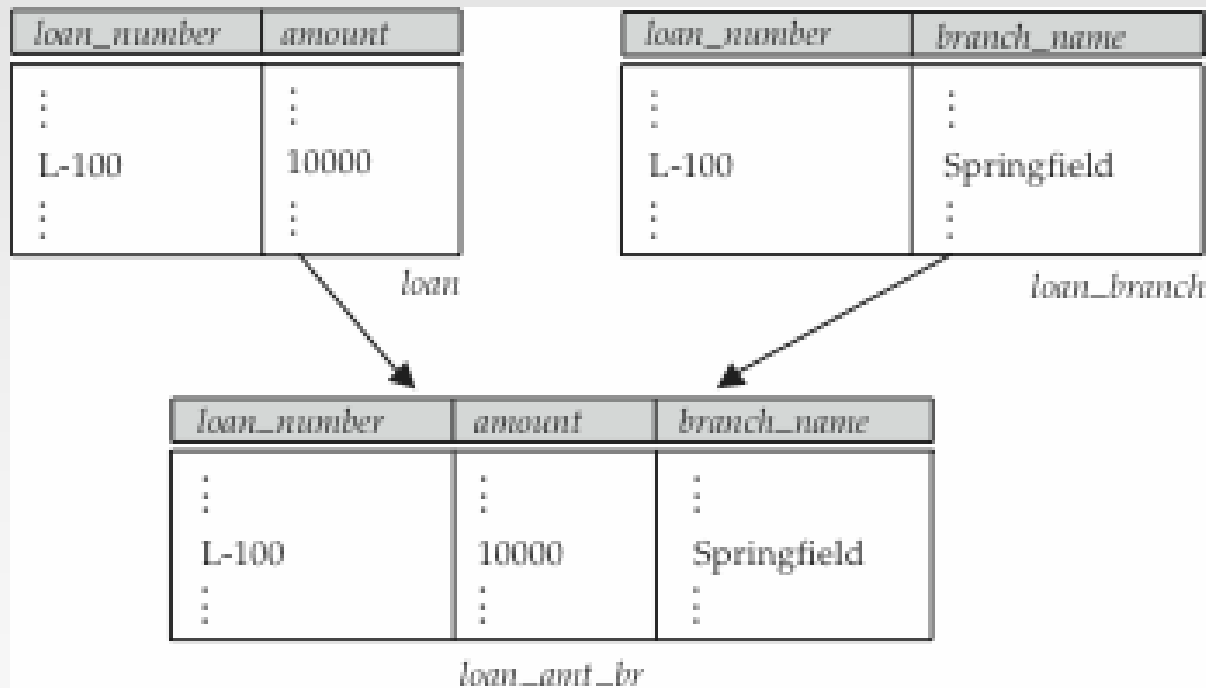 loan_number amount
⋮ ⋮
L-100 10000
⋮ ⋮
loan
loan_number branch_name
⋮ ⋮
L-100 Springfield
⋮ ⋮
loan_branch
loan_number amount branch_name
⋮ ⋮ ⋮
L-100 10000 Springfield
⋮ ⋮ ⋮
loan_amt_br